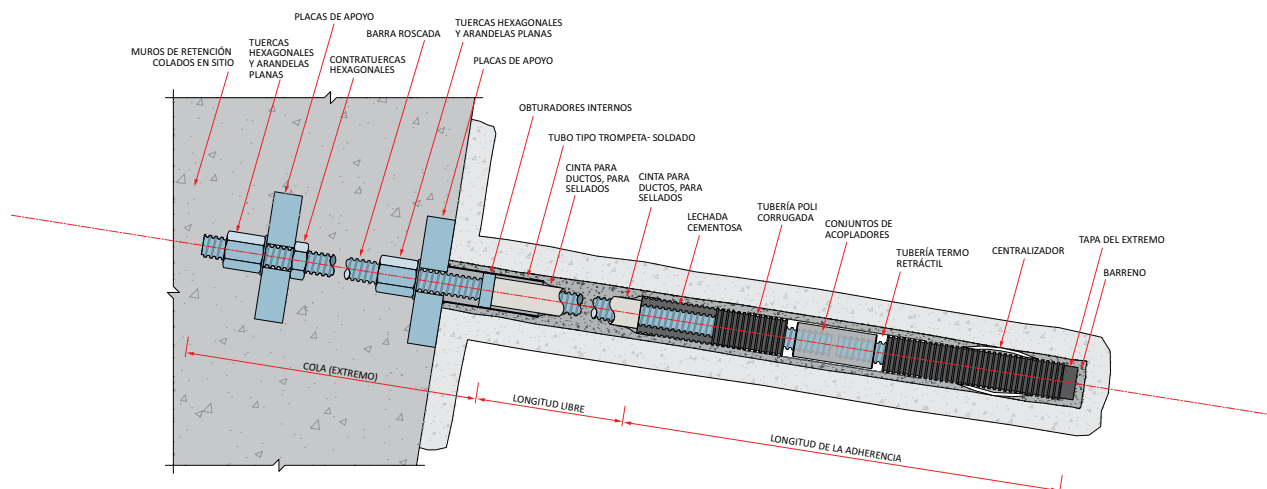 PLACAS DE APOYO
MUROS DE RETENCIÓN
COLADOS EN SITIO
TUERCAS
HEXAGONALES
Y ARANDELAS
PLANAS
CONTRATUERCAS
HEXAGONALES
BARRA ROSCADA
TUERCAS HEXAGONALES
Y ARANDELAS PLANAS
PLACAS DE APOYO
OBTURADORES INTERNOS
TUBO TIPO TROMPETA- SOLDADO
CINTA PARA
DUCTOS, PARA
SELLADOS
CINTA PARA
DUCTOS, PARA
SELLADOS
LECHADA
CEMENTOSA
TUBERÍA POLI
CORRUGADA
CONJUNTOS DE
ACOPLADORES
TUBERÍA TERMO
RETRÁCTIL
CENTRALIZADOR
TAPA DEL EXTREMO
BARRENO
COLA (EXTREMO)
LONGITUD LIBRE
LONGITUD DE LA ADHERENCIA